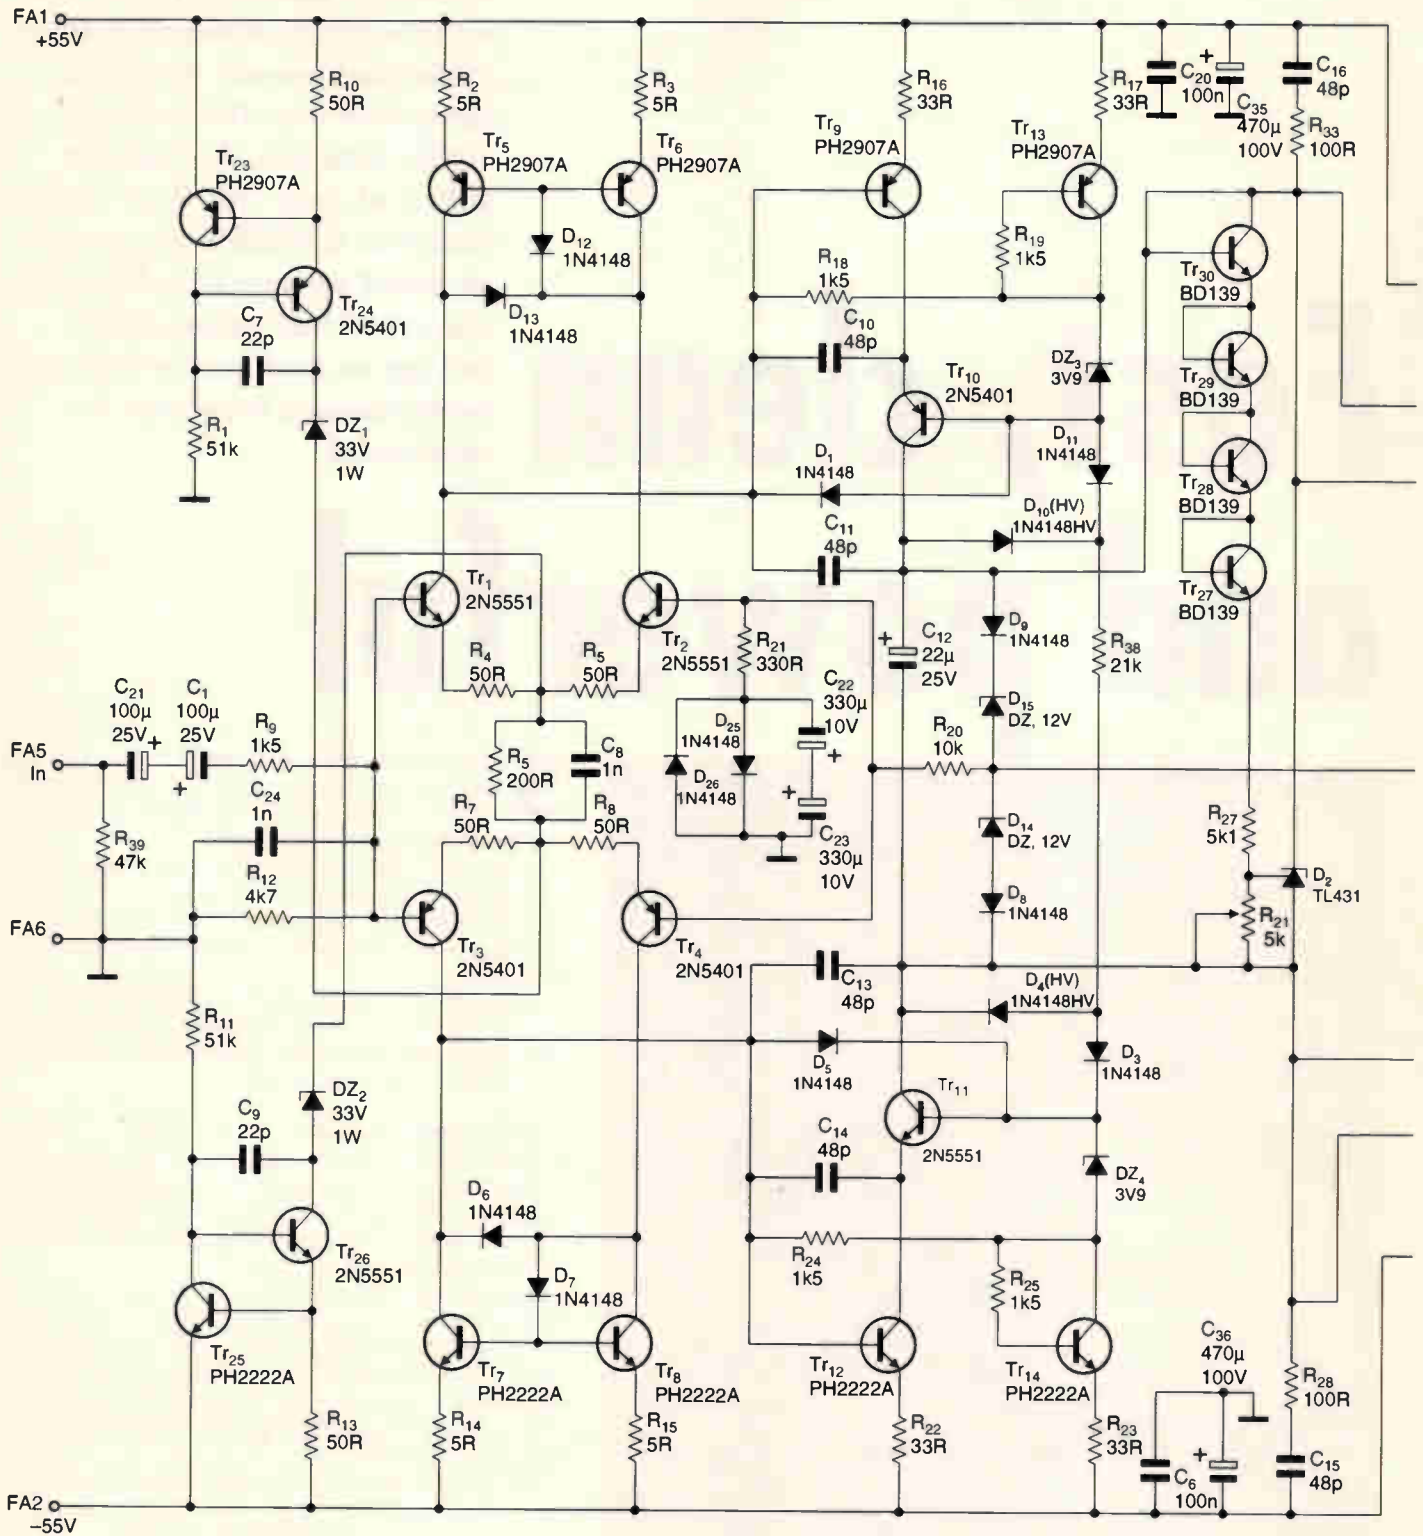 FA1
+55V
R10
50R
R2
5R
R3
5R
R16
33R
R17
33R
C20
100n
+
C35
470µ
100V
C16
48p
R33
100R
Tr23
PH2907A
Tr5
PH2907A
Tr6
PH2907A
Tr9
PH2907A
Tr13
PH2907A
D12
1N4148
R19
1k5
Tr24
2N5401
C7
22p
D13
1N4148
R18
1k5
C10
48p
Tr30
BD139
DZ3
3V9
Tr29
BD139
Tr10
2N5401
R1
51k
DZ1
33V
1W
D1
1N4148
D11
1N4148
Tr28
BD139
D10(HV)
1N4148HV
C11
48p
Tr1
2N5551
Tr2
2N5551
Tr27
BD139
R21
330R
+
C12
22µ
25V
D9
1N4148
R38
21k
R4
50R
R5
50R
C21
100µ
25V
+
C1
100µ
25V
+
R9
1k5
C22
330µ
10V
+
D15
DZ, 12V
D25
1N4148
D26
1N4148
R20
10k
FA5
In
R5
200R
C8
1n
C24
1n
R7
50R
R8
50R
+
C23
330µ
10V
D14
DZ, 12V
R27
5k1
R39
47k
R12
4k7
D8
1N4148
D2
TL431
R21
5k
FA6
Tr3
2N5401
Tr4
2N5401
C13
48p
D4(HV)
1N4148HV
R11
51k
D5
1N4148
D3
1N4148
DZ2
33V
1W
Tr11
2N5551
C9
22p
C14
48p
DZ4
3V9
D6
1N4148
Tr26
2N5551
R24
1k5
D7
1N4148
R25
1k5
Tr25
PH2222A
Tr7
PH2222A
Tr8
PH2222A
Tr12
PH2222A
Tr14
PH2222A
C36
470µ
100V
R28
100R
R13
50R
R14
5R
R15
5R
R22
33R
R23
33R
C6
100n
+
C15
48p
FA2
–55V